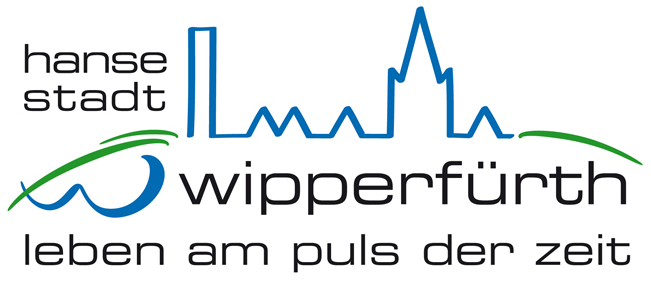 hanse
stadt
wipperfürth
leben am puls der zeit